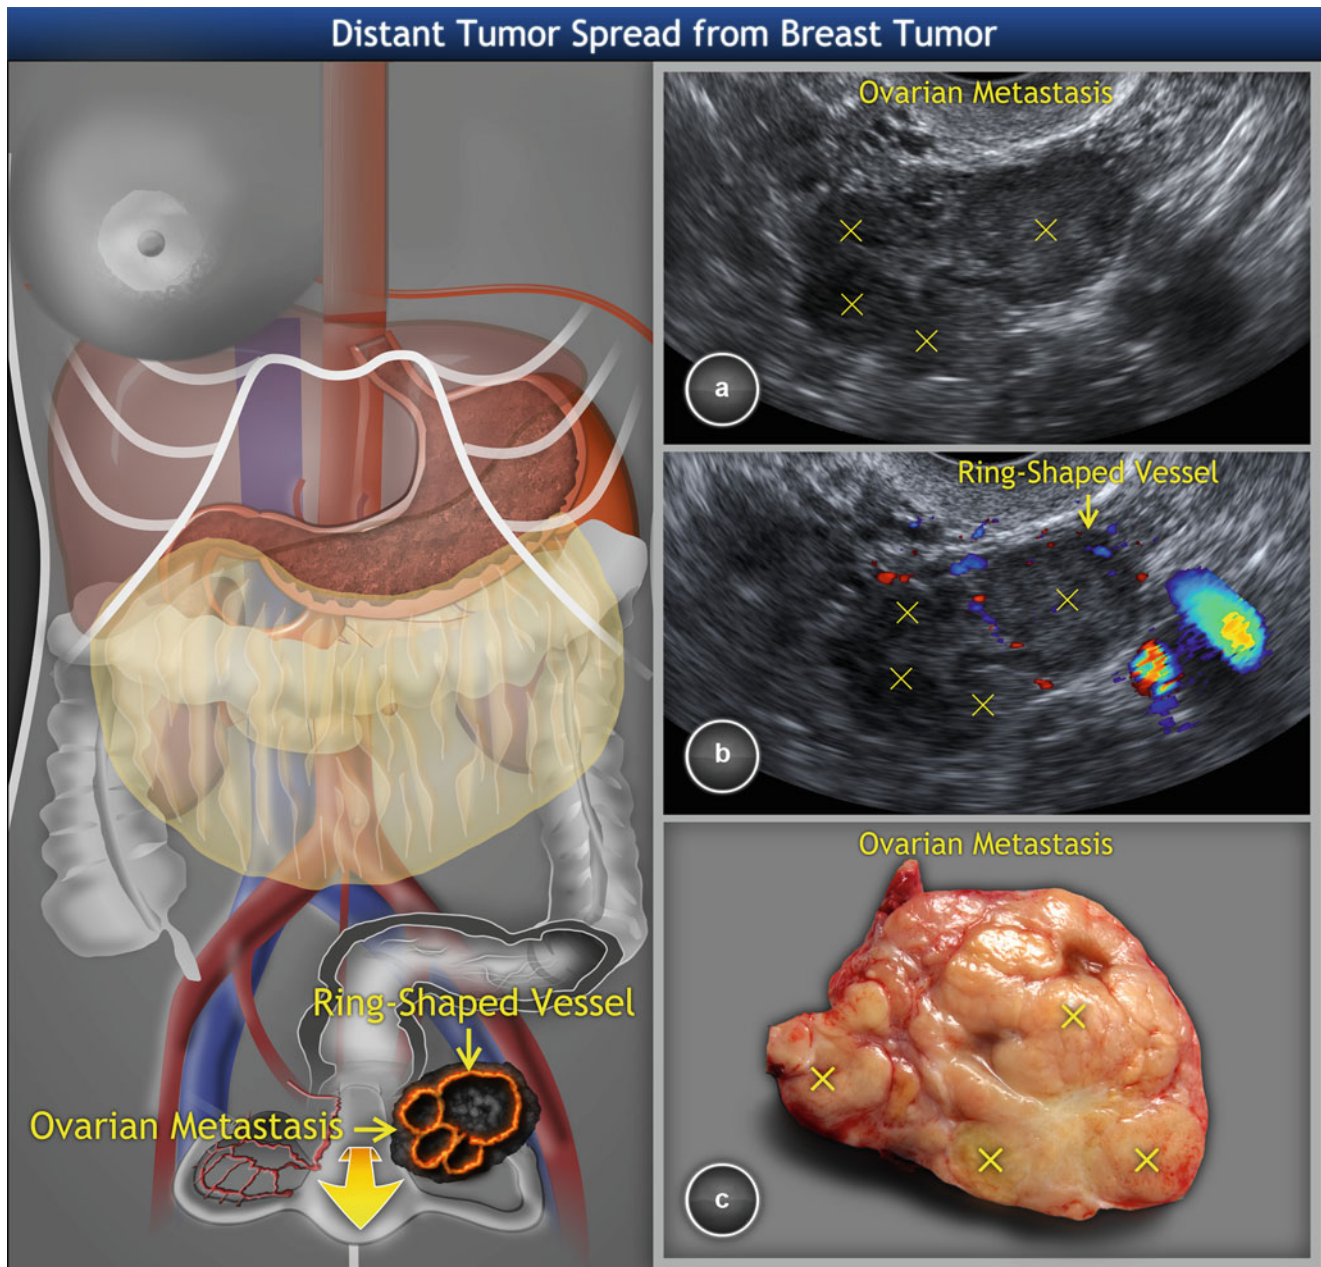 Distant Tumor Spread from Breast Tumor
Ring-Shaped Vessel
Ovarian Metastasis
Ovarian Metastasis
a
Ring-Shaped Vessel
b
Ovarian Metastasis
c